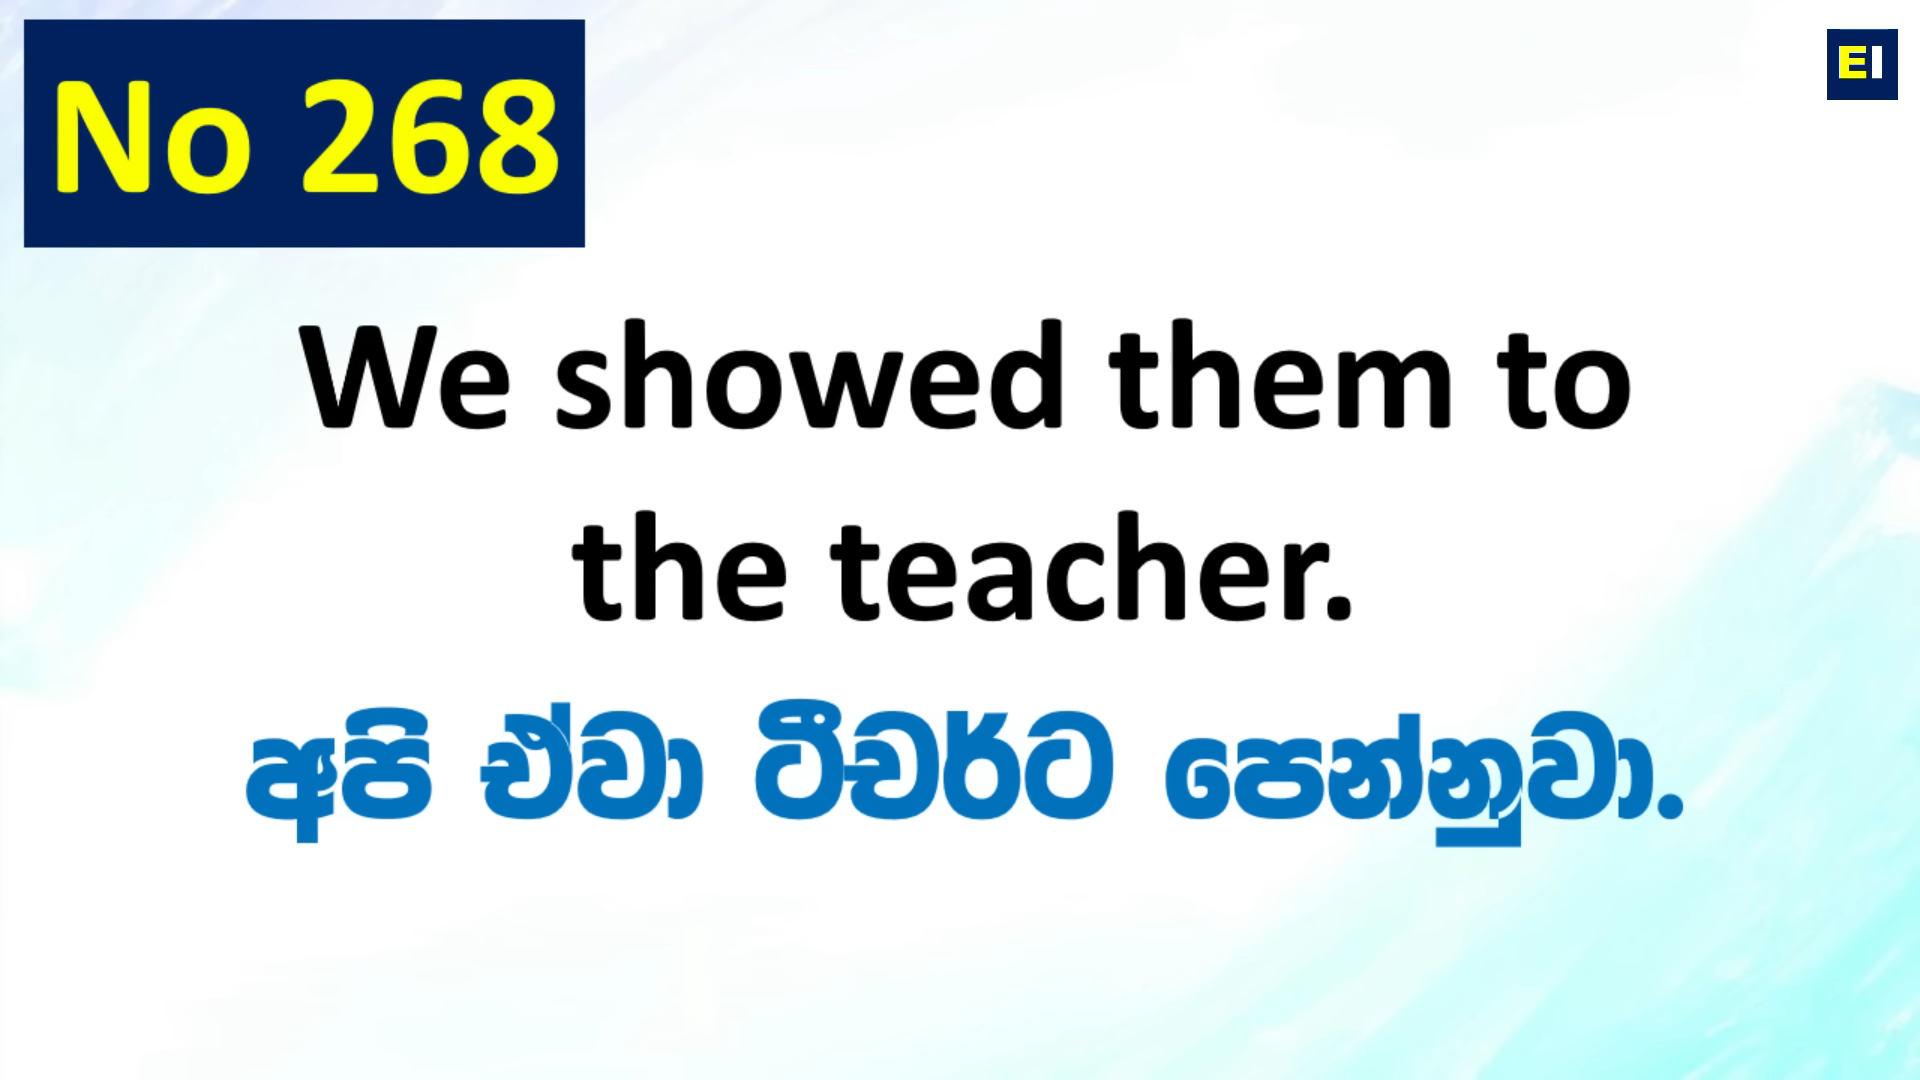 No 268
EI
We showed them to
the teacher.
අපි ඒවා ටීචර්ට පෙන්නුවා.